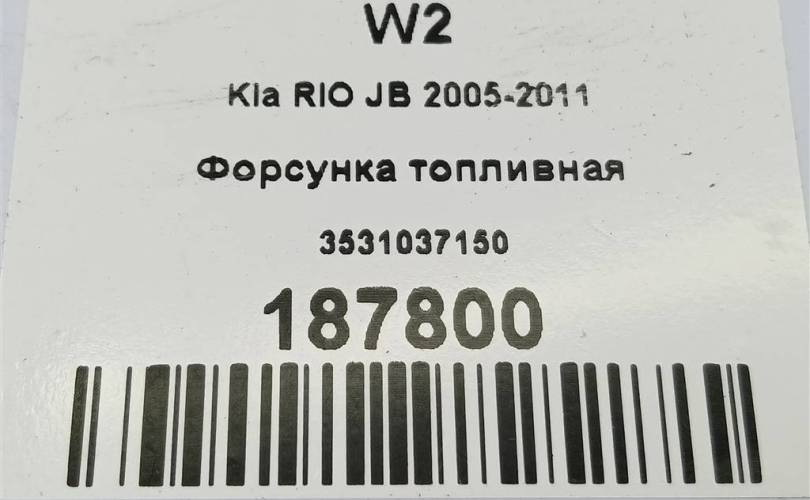 W2
Kia RIO JB 2005-2011
Форсунка топливная
3531037150
187800